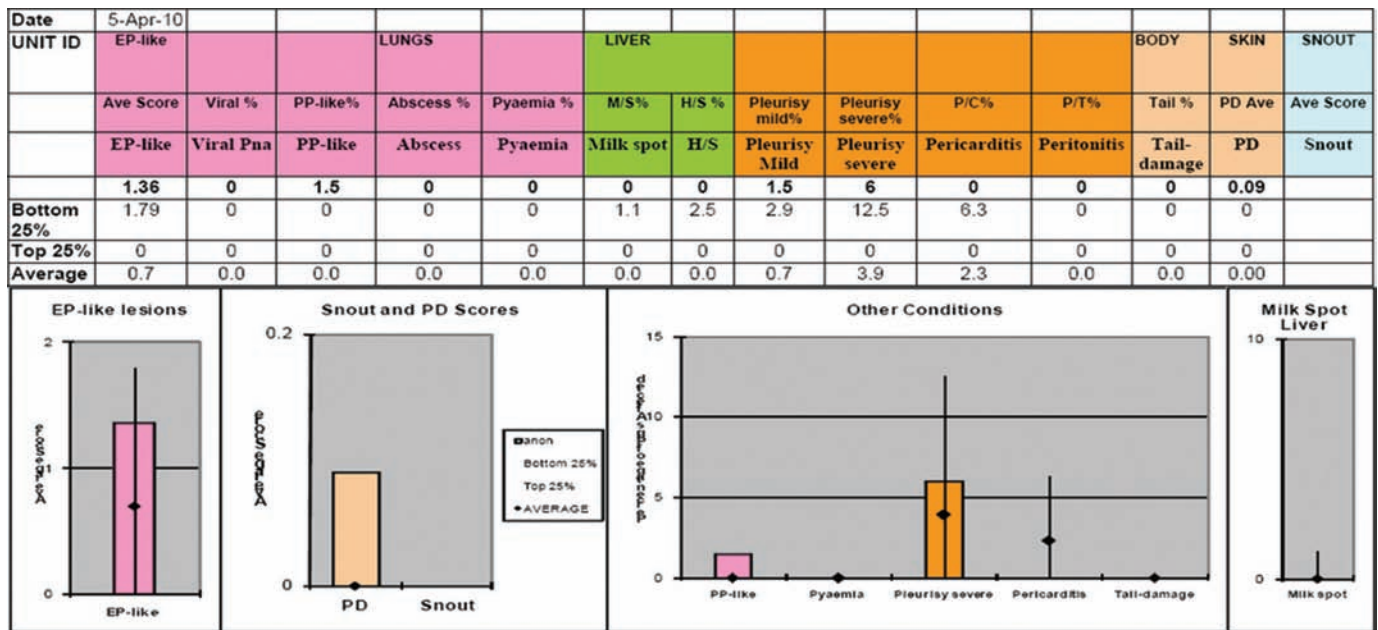 Date 5-Apr-10
UNIT ID EP-like LUNGS LIVER BODY SKIN SNOUT
Ave Score Viral % PP-like% Abscess % Pyaemia % M/S% H/S % Pleurisy mild% Pleurisy severe% P/C% P/T% Tail % PD Ave Ave Score
EP-like Viral Pna PP-like Abscess Pyaemia Milk spot H/S Pleurisy Mild Pleurisy severe Pericarditis Peritonitis Tail-damage PD Snout
1.36 0 1.5 0 0 0 0 1.5 6 0 0 0 0.09
Bottom 25% 1.79 0 0 0 0 1.1 2.5 2.9 12.5 6.3 0 0 0
Top 25% 0 0 0 0 0 0 0 0 0 0 0 0 0
Average 0.7 0.0 0.0 0.0 0.0 0.0 0.0 0.7 3.9 2.3 0.0 0.0 0.00
EP-like lesions
2
1
0
EP-like
Snout and PD Scores
0.2
0
PD Snout
anon
Bottom 25%
Top 25%
AVERAGE
Other Conditions
15
10
5
0
PP-like Pyaemia Pleurisy severe Pericarditis Tail-damage
Milk Spot
Liver
10
0
Milk spot